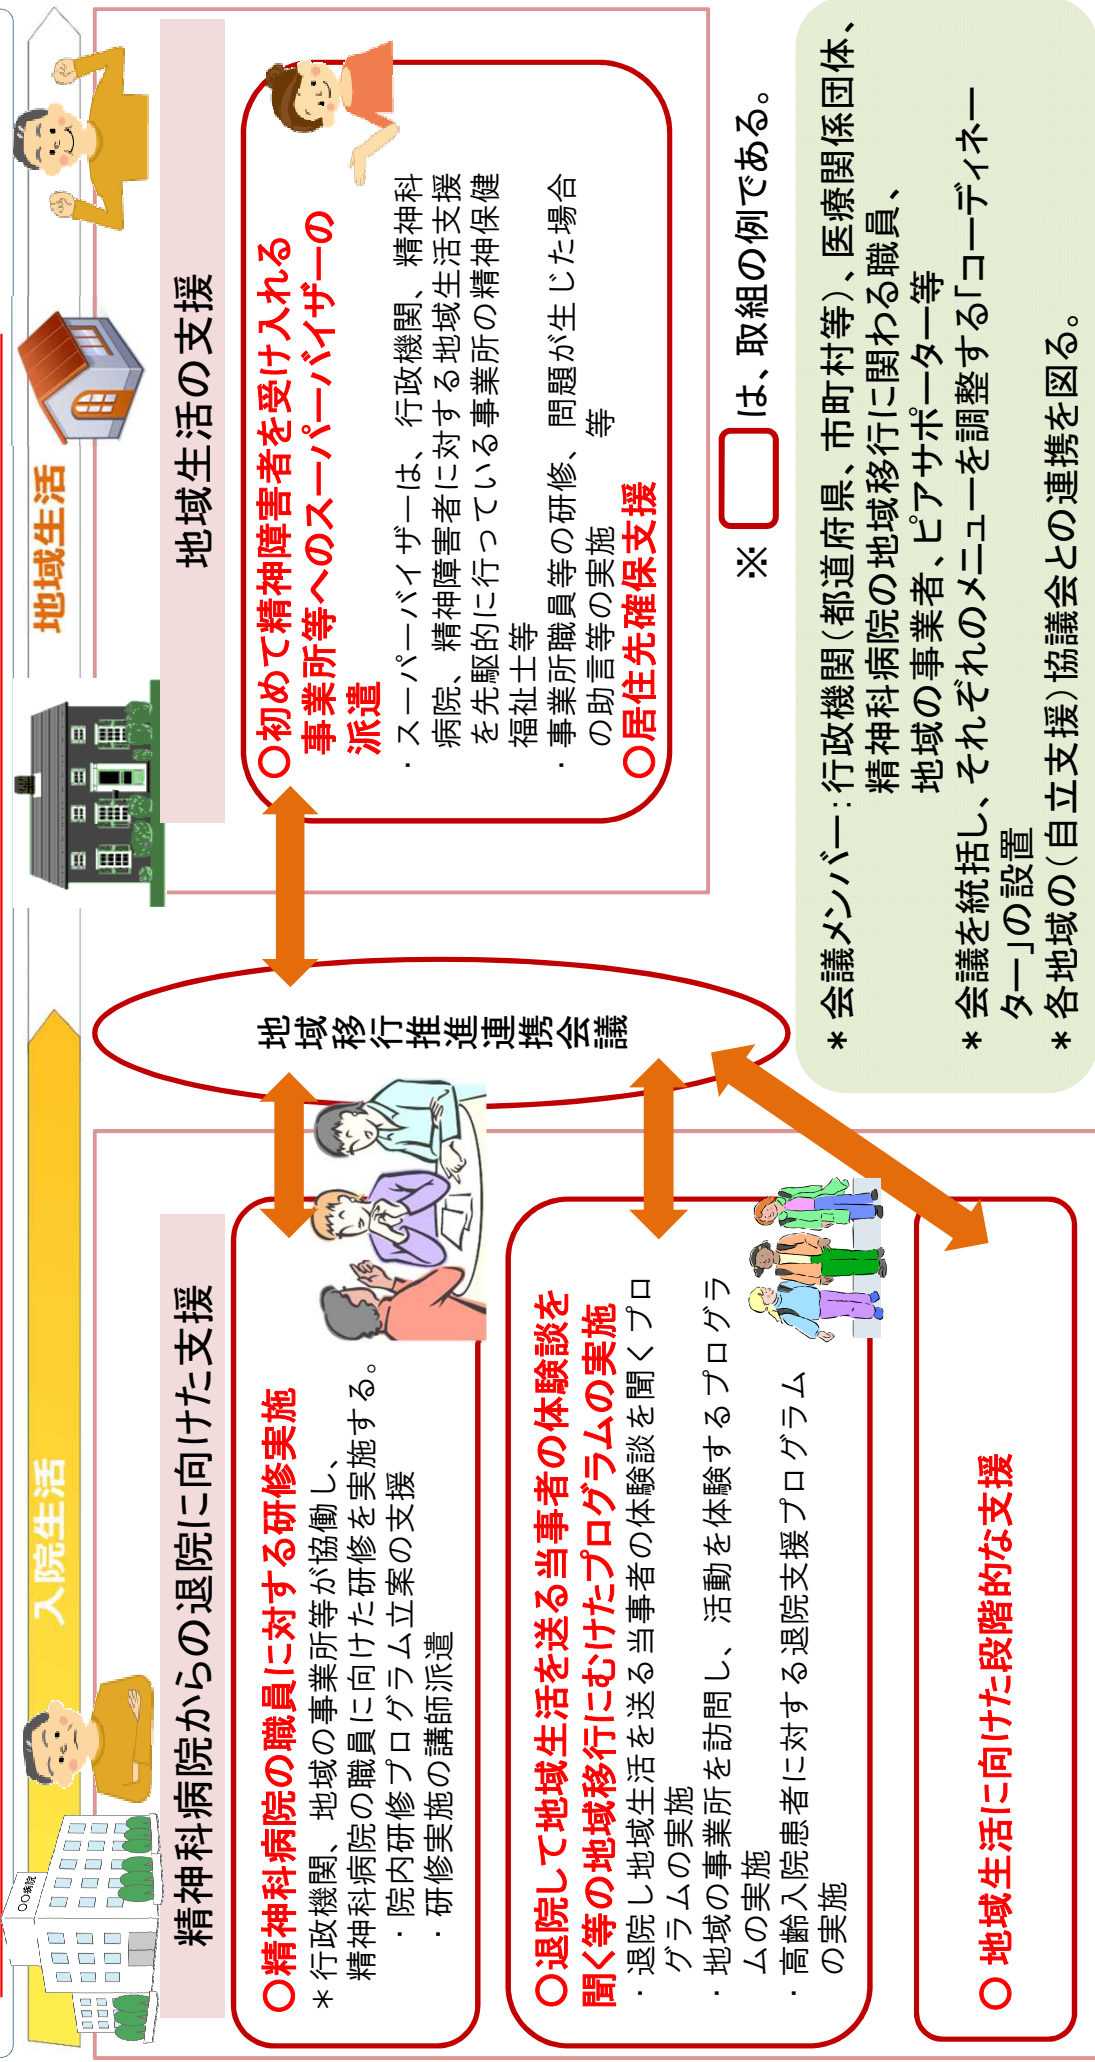 入院生活
地域生活
〇〇病院
精神科病院からの退院に向けた支援
〇精神科病院の職員に対する研修実施
＊行政機関、地域の事業所等が協働し、
精神科病院の職員に向けた研修を実施する。
・院内研修プログラム立案の支援
・研修実施の講師派遣
〇退院して地域生活を送る当事者の体験談を
聞く等の地域移行にむけたプログラムの実施
・退院し地域生活を送る当事者の体験談を聞くプロ
グラムの実施
・地域の事業所を訪問し、活動を体験するプログラ
ムの実施
・高齢入院患者に対する退院支援プログラム
の実施
〇 地域生活に向けた段階的な支援
地域移行推進連携会議
地域生活の支援
〇初めて精神障害者を受け入れる
事業所等へのスーパーバイザーの
派遣
・スーパーバイザーは、行政機関、精神科
病院、精神障害者に対する地域生活支援
を先駆的に行っている事業所の精神保健
福祉士等
・事業所職員等の研修、問題が生じた場合
の助言等の実施　　　　等
〇居住先確保支援
※　　は、取組の例である。
＊会議メンバー：行政機関（都道府県、市町村等）、医療関係団体、
精神科病院の地域移行に関わる職員、
地域の事業者、ピアサポーター等
＊会議を統括し、それぞれのメニューを調整する「コーディネー
ター」の設置
＊各地域の（自立支援）協議会との連携を図る。